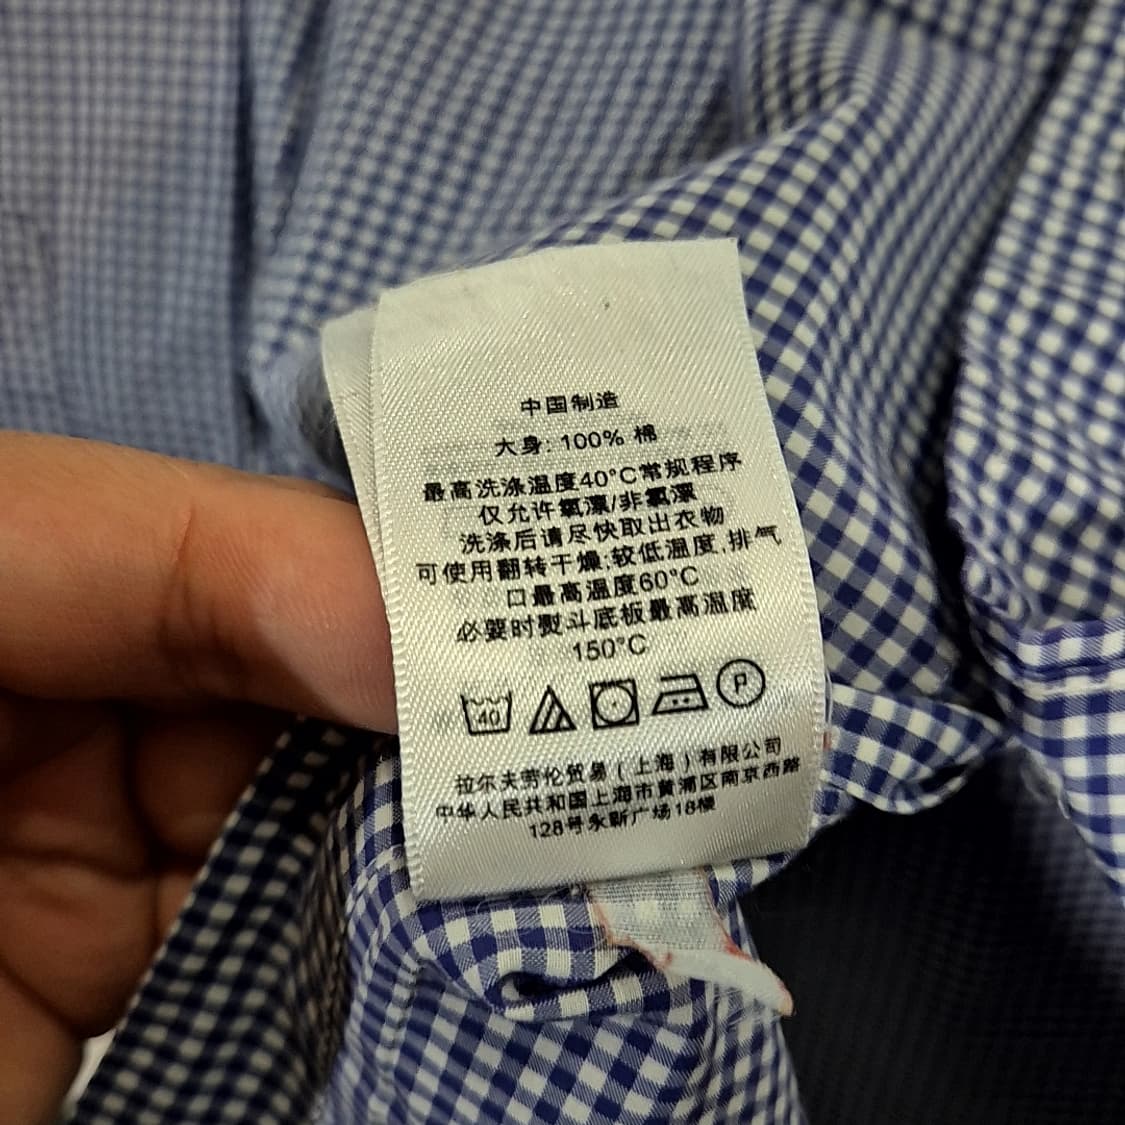 中国制造
大身: 100% 棉
最高洗涤温度40°C常规程序
仅允许氧漂/非氯漂
洗涤后请尽快取出衣物
可使用翻转干燥;较低温度,排气
口最高温度60°C
必要时熨斗底板最高温度
150°C
40 P
拉尔夫劳伦贸易(上海)有限公司
中华人民共和国上海市黄浦区南京西路
128号永新广场18楼